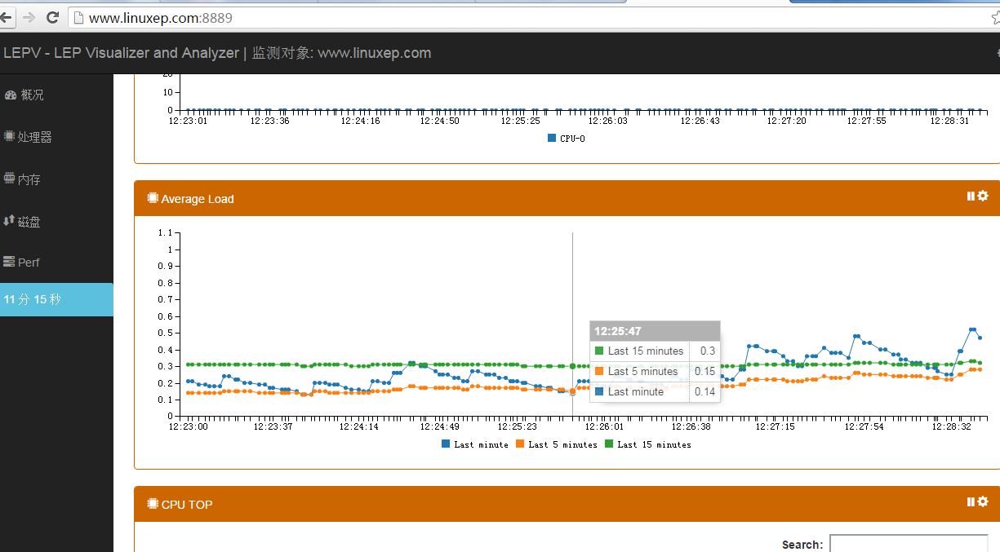 www.linuxep.com:8889
LEPV - LEP Visualizer and Analyzer | 监测对象: www.linuxep.com
概况
处理器
内存
磁盘
Perf
11 分 15 秒
20
10
0
12:23:01 12:23:36 12:24:16 12:24:50 12:25:25 12:26:03 12:26:43 12:27:20 12:27:55 12:28:31
CPU-0
Average Load
1.1
1
0.9
0.8
0.7
0.6
0.5
0.4
0.3
0.2
0.1
0
12:25:47
Last 15 minutes 0.3
Last 5 minutes 0.15
Last minute 0.14
12:23:00 12:23:37 12:24:14 12:24:49 12:25:23 12:26:01 12:26:38 12:27:15 12:27:54 12:28:32
Last minute Last 5 minutes Last 15 minutes
CPU TOP
Search: